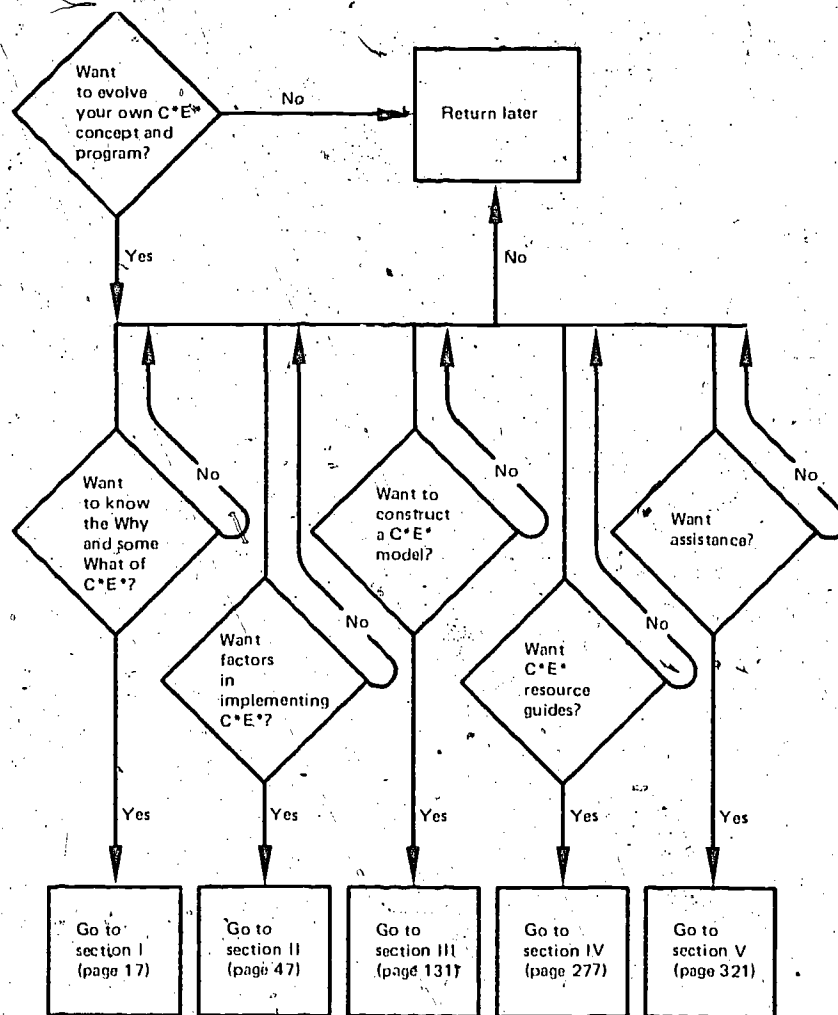 Want
to evolve
your own C*E*
concept and
program?
No
Return later
Yes
No
Want
to know
the Why
and some
What of
C*E*?
No
Want
factors
in
implementing
C*E*?
No
Want to
construct
a C*E*
model?
No
Want
C*E*
resource
guides?
No
Want
assistance?
No
Yes
Yes
Yes
Yes
Yes
Go to
section I
(page 17)
Go to
section II
(page 47)
Go to
section III
(page 131)
Go to
section IV
(page 277)
Go to
section V
(page 321)